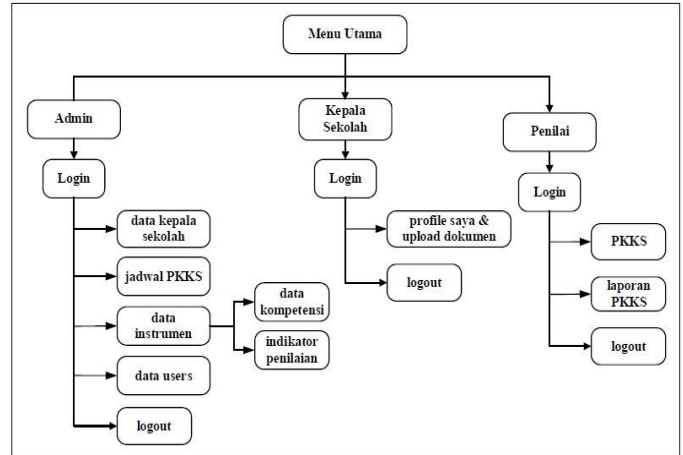 Menu Utama
Admin
Kepala
Sekolah
Penilai
Login
Login
Login
data kepala
sekolah
jadwal PKKS
data
instrumen
data
kompetensi
indikator
penilaian
data users
logout
profile saya &
upload dokumen
logout
PKKS
laporan
PKKS
logout